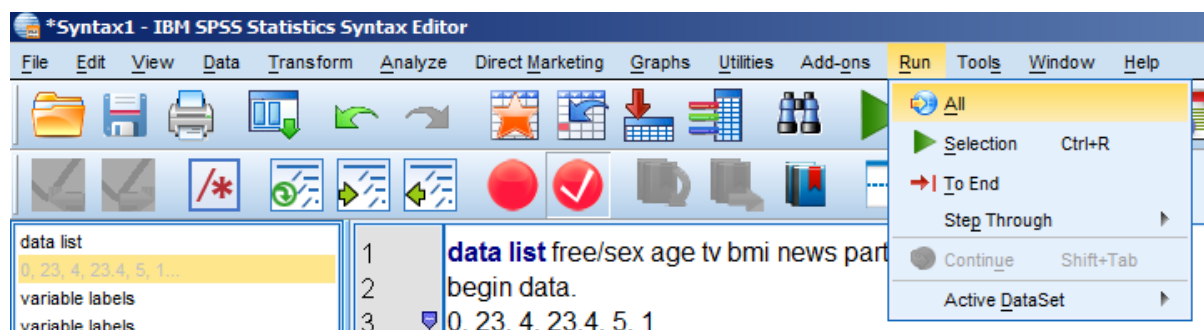 *Syntax1 - IBM SPSS Statistics Syntax Editor
File Edit View Data Transform Analyze Direct Marketing Graphs Utilities Add-ons Run Tools Window Help
All
Selection Ctrl+R
To End
Step Through
Continue Shift+Tab
Active DataSet
/*
data list
0, 23, 4, 23.4, 5, 1...
variable labels
variable labels
1 data list free/sex age tv bmi news part
2 begin data.
3 0, 23, 4, 23.4, 5, 1